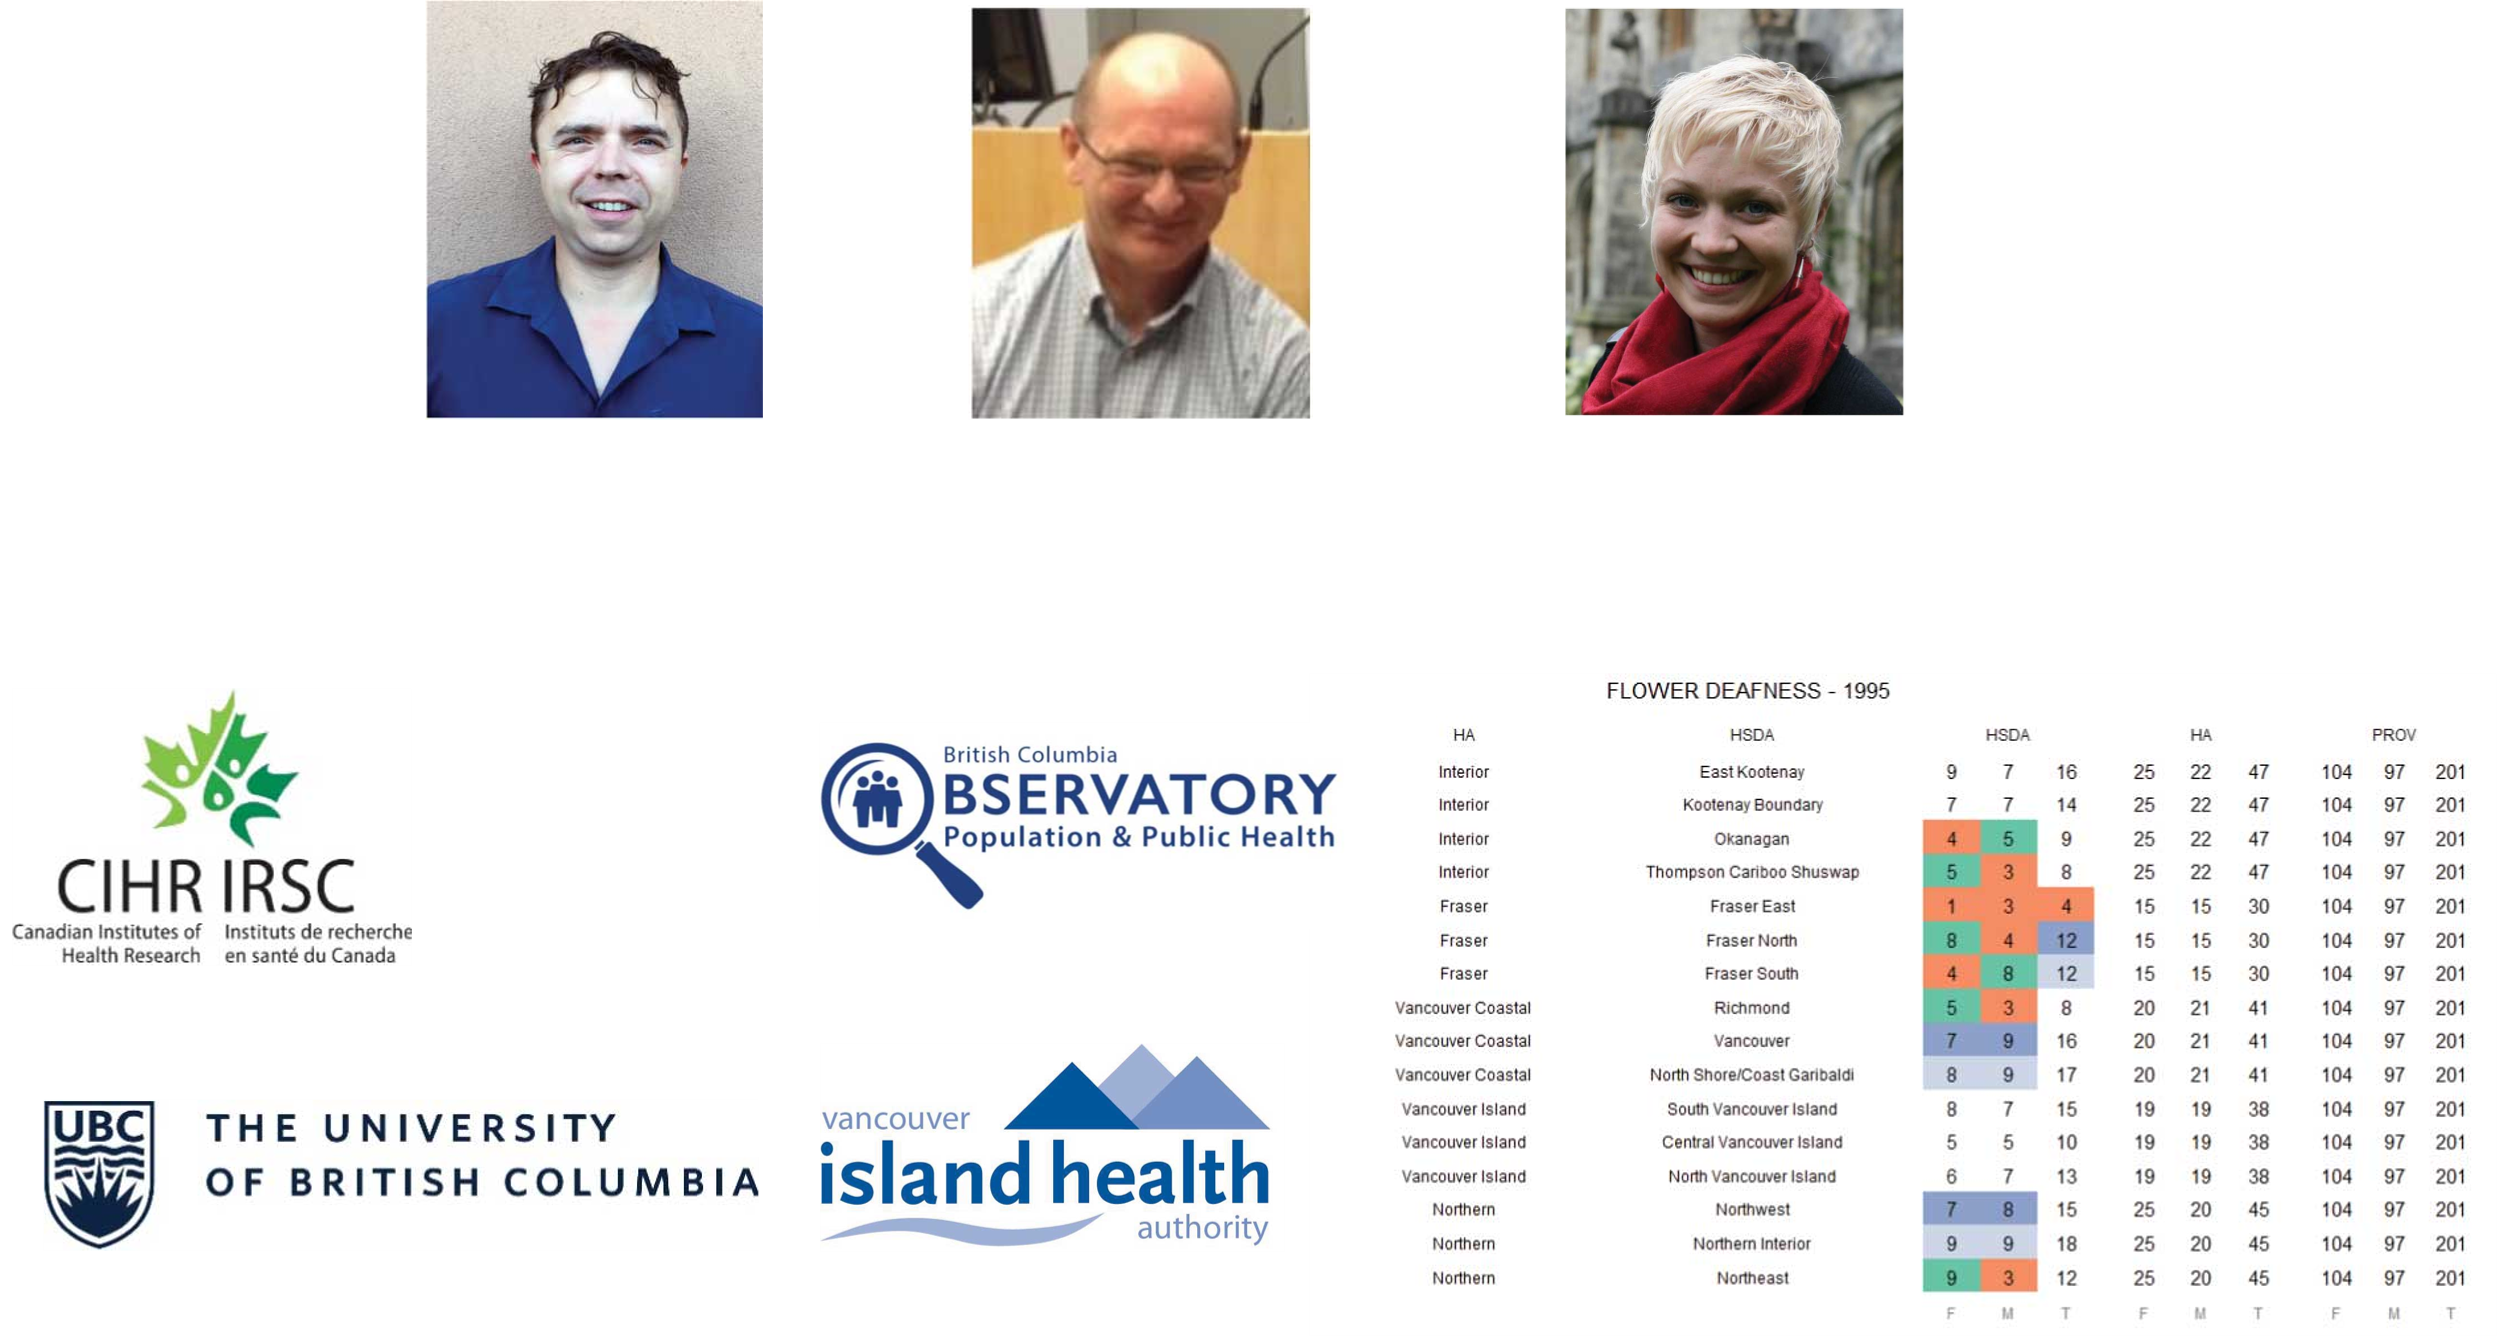 CIHR IRSC
Canadian Institutes of Health Research
Instituts de recherche en santé du Canada
British Columbia
BSERVATORY
Population & Public Health
UBC
THE UNIVERSITY
OF BRITISH COLUMBIA
vancouver
island health
authority
FLOWER DEAFNESS - 1995
HA HSDA HSDA HA PROV
Interior East Kootenay 9 7 16 25 22 47 104 97 201
Interior Kootenay Boundary 7 7 14 25 22 47 104 97 201
Interior Okanagan 4 5 9 25 22 47 104 97 201
Interior Thompson Cariboo Shuswap 5 3 8 25 22 47 104 97 201
Fraser Fraser East 1 3 4 15 15 30 104 97 201
Fraser Fraser North 8 4 12 15 15 30 104 97 201
Fraser Fraser South 4 8 12 15 15 30 104 97 201
Vancouver Coastal Richmond 5 3 8 20 21 41 104 97 201
Vancouver Coastal Vancouver 7 9 16 20 21 41 104 97 201
Vancouver Coastal North Shore/Coast Garibaldi 8 9 17 20 21 41 104 97 201
Vancouver Island South Vancouver Island 8 7 15 19 19 38 104 97 201
Vancouver Island Central Vancouver Island 5 5 10 19 19 38 104 97 201
Vancouver Island North Vancouver Island 6 7 13 19 19 38 104 97 201
Northern Northwest 7 8 15 25 20 45 104 97 201
Northern Northern Interior 9 9 18 25 20 45 104 97 201
Northern Northeast 9 3 12 25 20 45 104 97 201
F M T F M T F M T